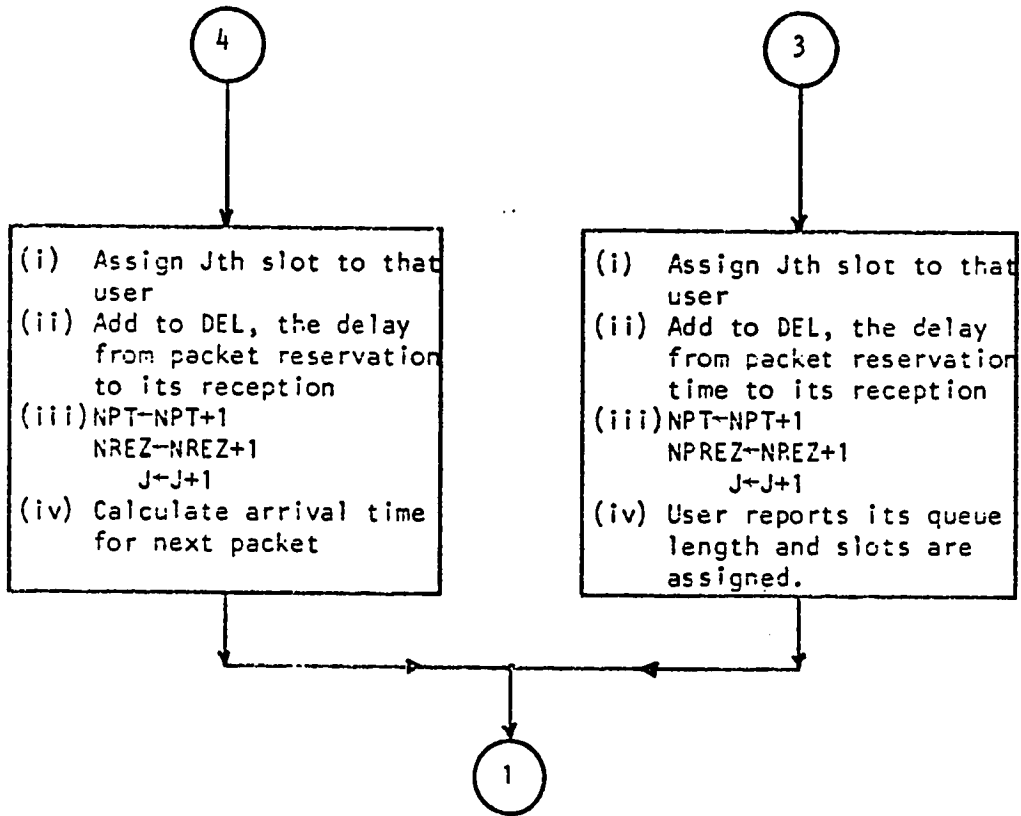 4
(i) Assign Jth slot to that
user
(ii) Add to DEL, the delay
from packet reservation
to its reception
(iii) NPT←NPT+1
NREZ←NREZ+1
J←J+1
(iv) Calculate arrival time
for next packet
3
(i) Assign Jth slot to that
user
(ii) Add to DEL, the delay
from packet reservation
time to its reception
(iii) NPT←NPT+1
NPREZ←NREZ+1
J←J+1
(iv) User reports its queue
length and slots are
assigned.
1